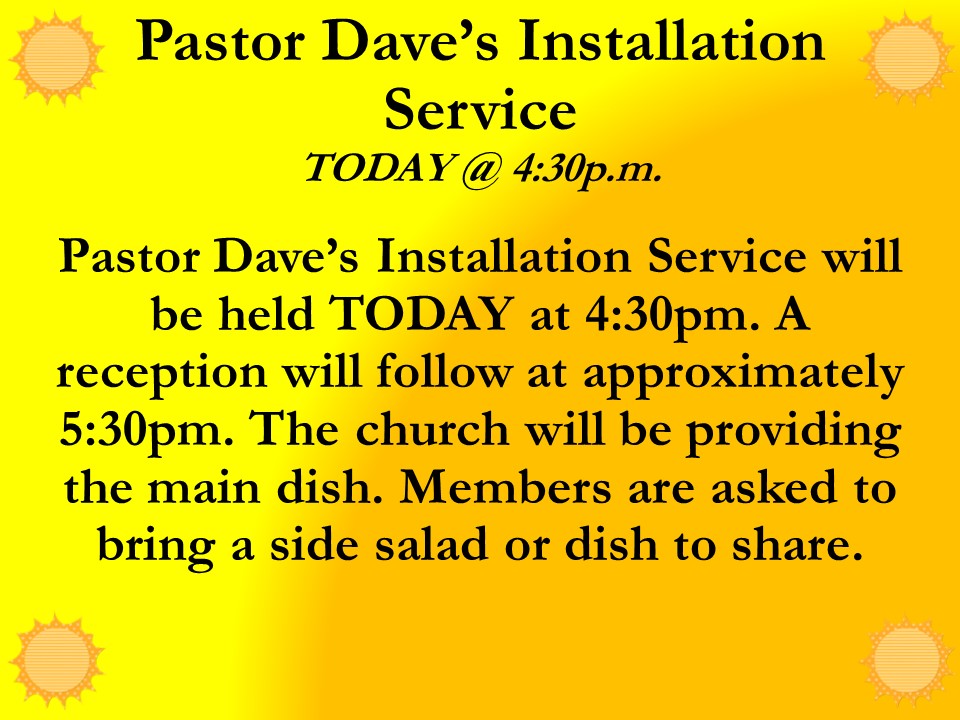 Pastor Dave’s Installation
Service
TODAY @ 4:30p.m.
Pastor Dave’s Installation Service will
be held TODAY at 4:30pm. A
reception will follow at approximately
5:30pm. The church will be providing
the main dish. Members are asked to
bring a side salad or dish to share.